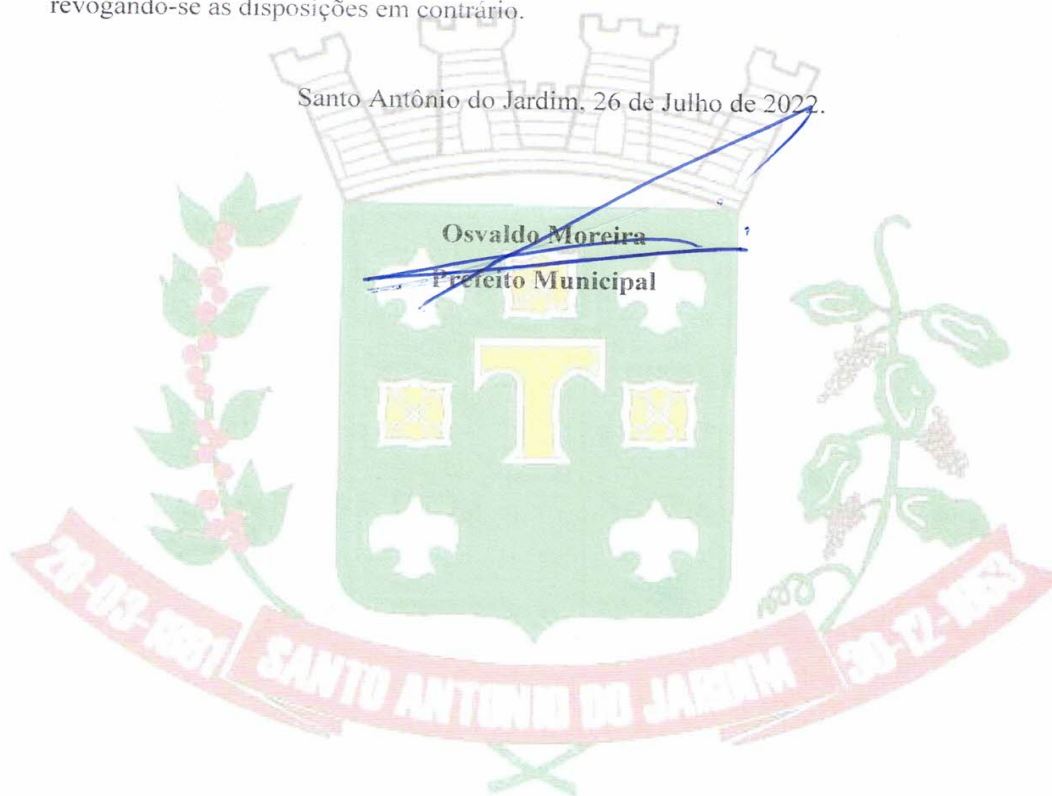 revogando-se as disposições em contrário.
Santo Antônio do Jardim, 26 de Julho de 2022.
Osvaldo Moreira
Prefeito Municipal
SANTO ANTONIO DO JARDIM